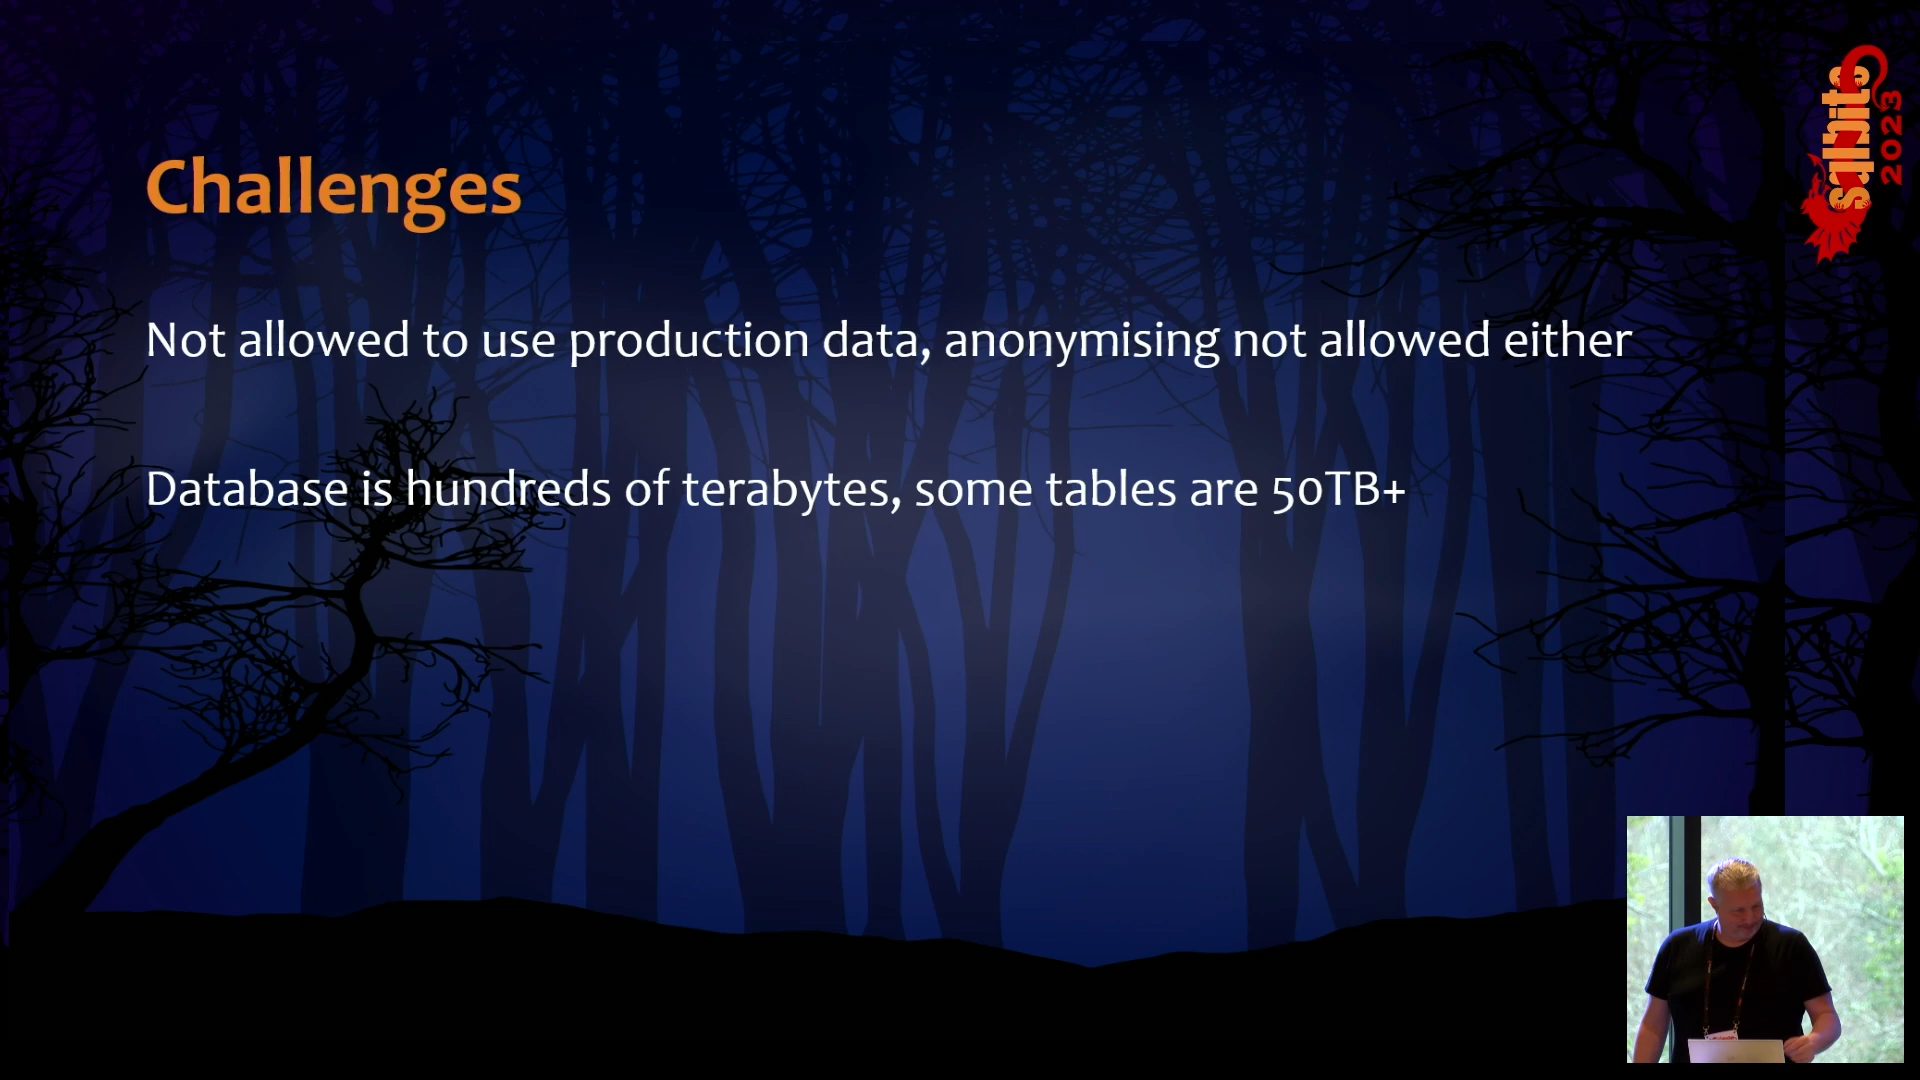 Challenges
Not allowed to use production data, anonymising not allowed either
Database is hundreds of terabytes, some tables are 50TB+
sqlbits
2023